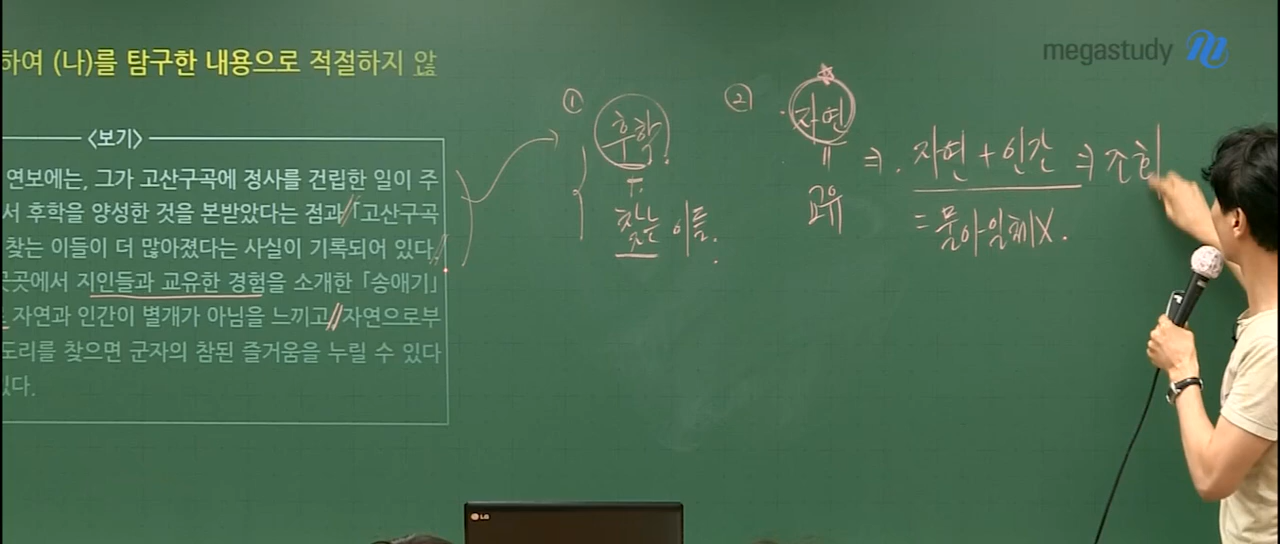 하여 (나)를 탐구한 내용으로 적절하지 않
megastudy
<보기>
연보에는, 그가 고산구곡에 정사를 건립한 일이 주
서 후학을 양성한 것을 본받았다는 점과 「고산구곡
찾는 이들이 더 많아졌다는 사실이 기록되어 있다.
곳곳에서 지인들과 교유한 경험을 소개한 「송애기」
자연과 인간이 별개가 아님을 느끼고, 자연으로부
도리를 찾으면 군자의 참된 즐거움을 누릴 수 있다
있다.
①
후학
+
찾는 이들.
②
자연
=
교유
⇒ 자연+인간 ⇒ 조화
=물아일체X.
LG